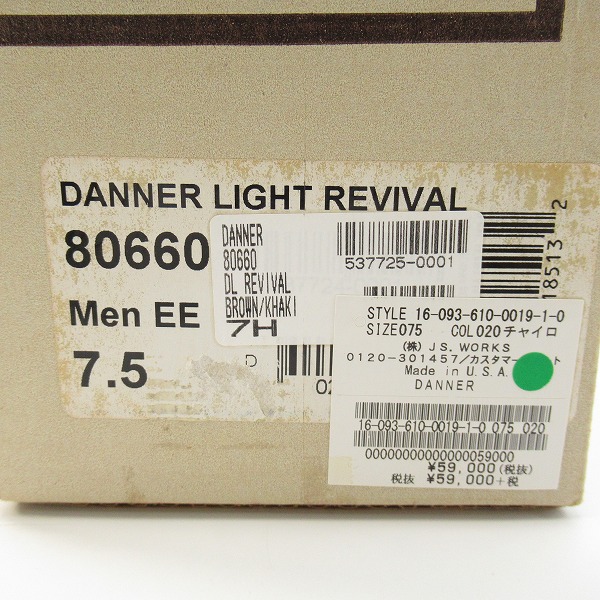 DANNER LIGHT REVIVAL
80660
Men EE
7.5
D
DANNER
80660
DL REVIVAL
BROWN/KHAKI
7H
537725-0001
18513 2
STYLE 16-093-610-0019-1-0
SIZE075 COL020チャイロ
(株) J.S. WORKS
0120-301457/カスタマー
Made in U.S.A.
DANNER
16-093-610-0019-1-0 075 020
00000000000000059000
¥59,000(税抜)
税抜 ¥59,000+税